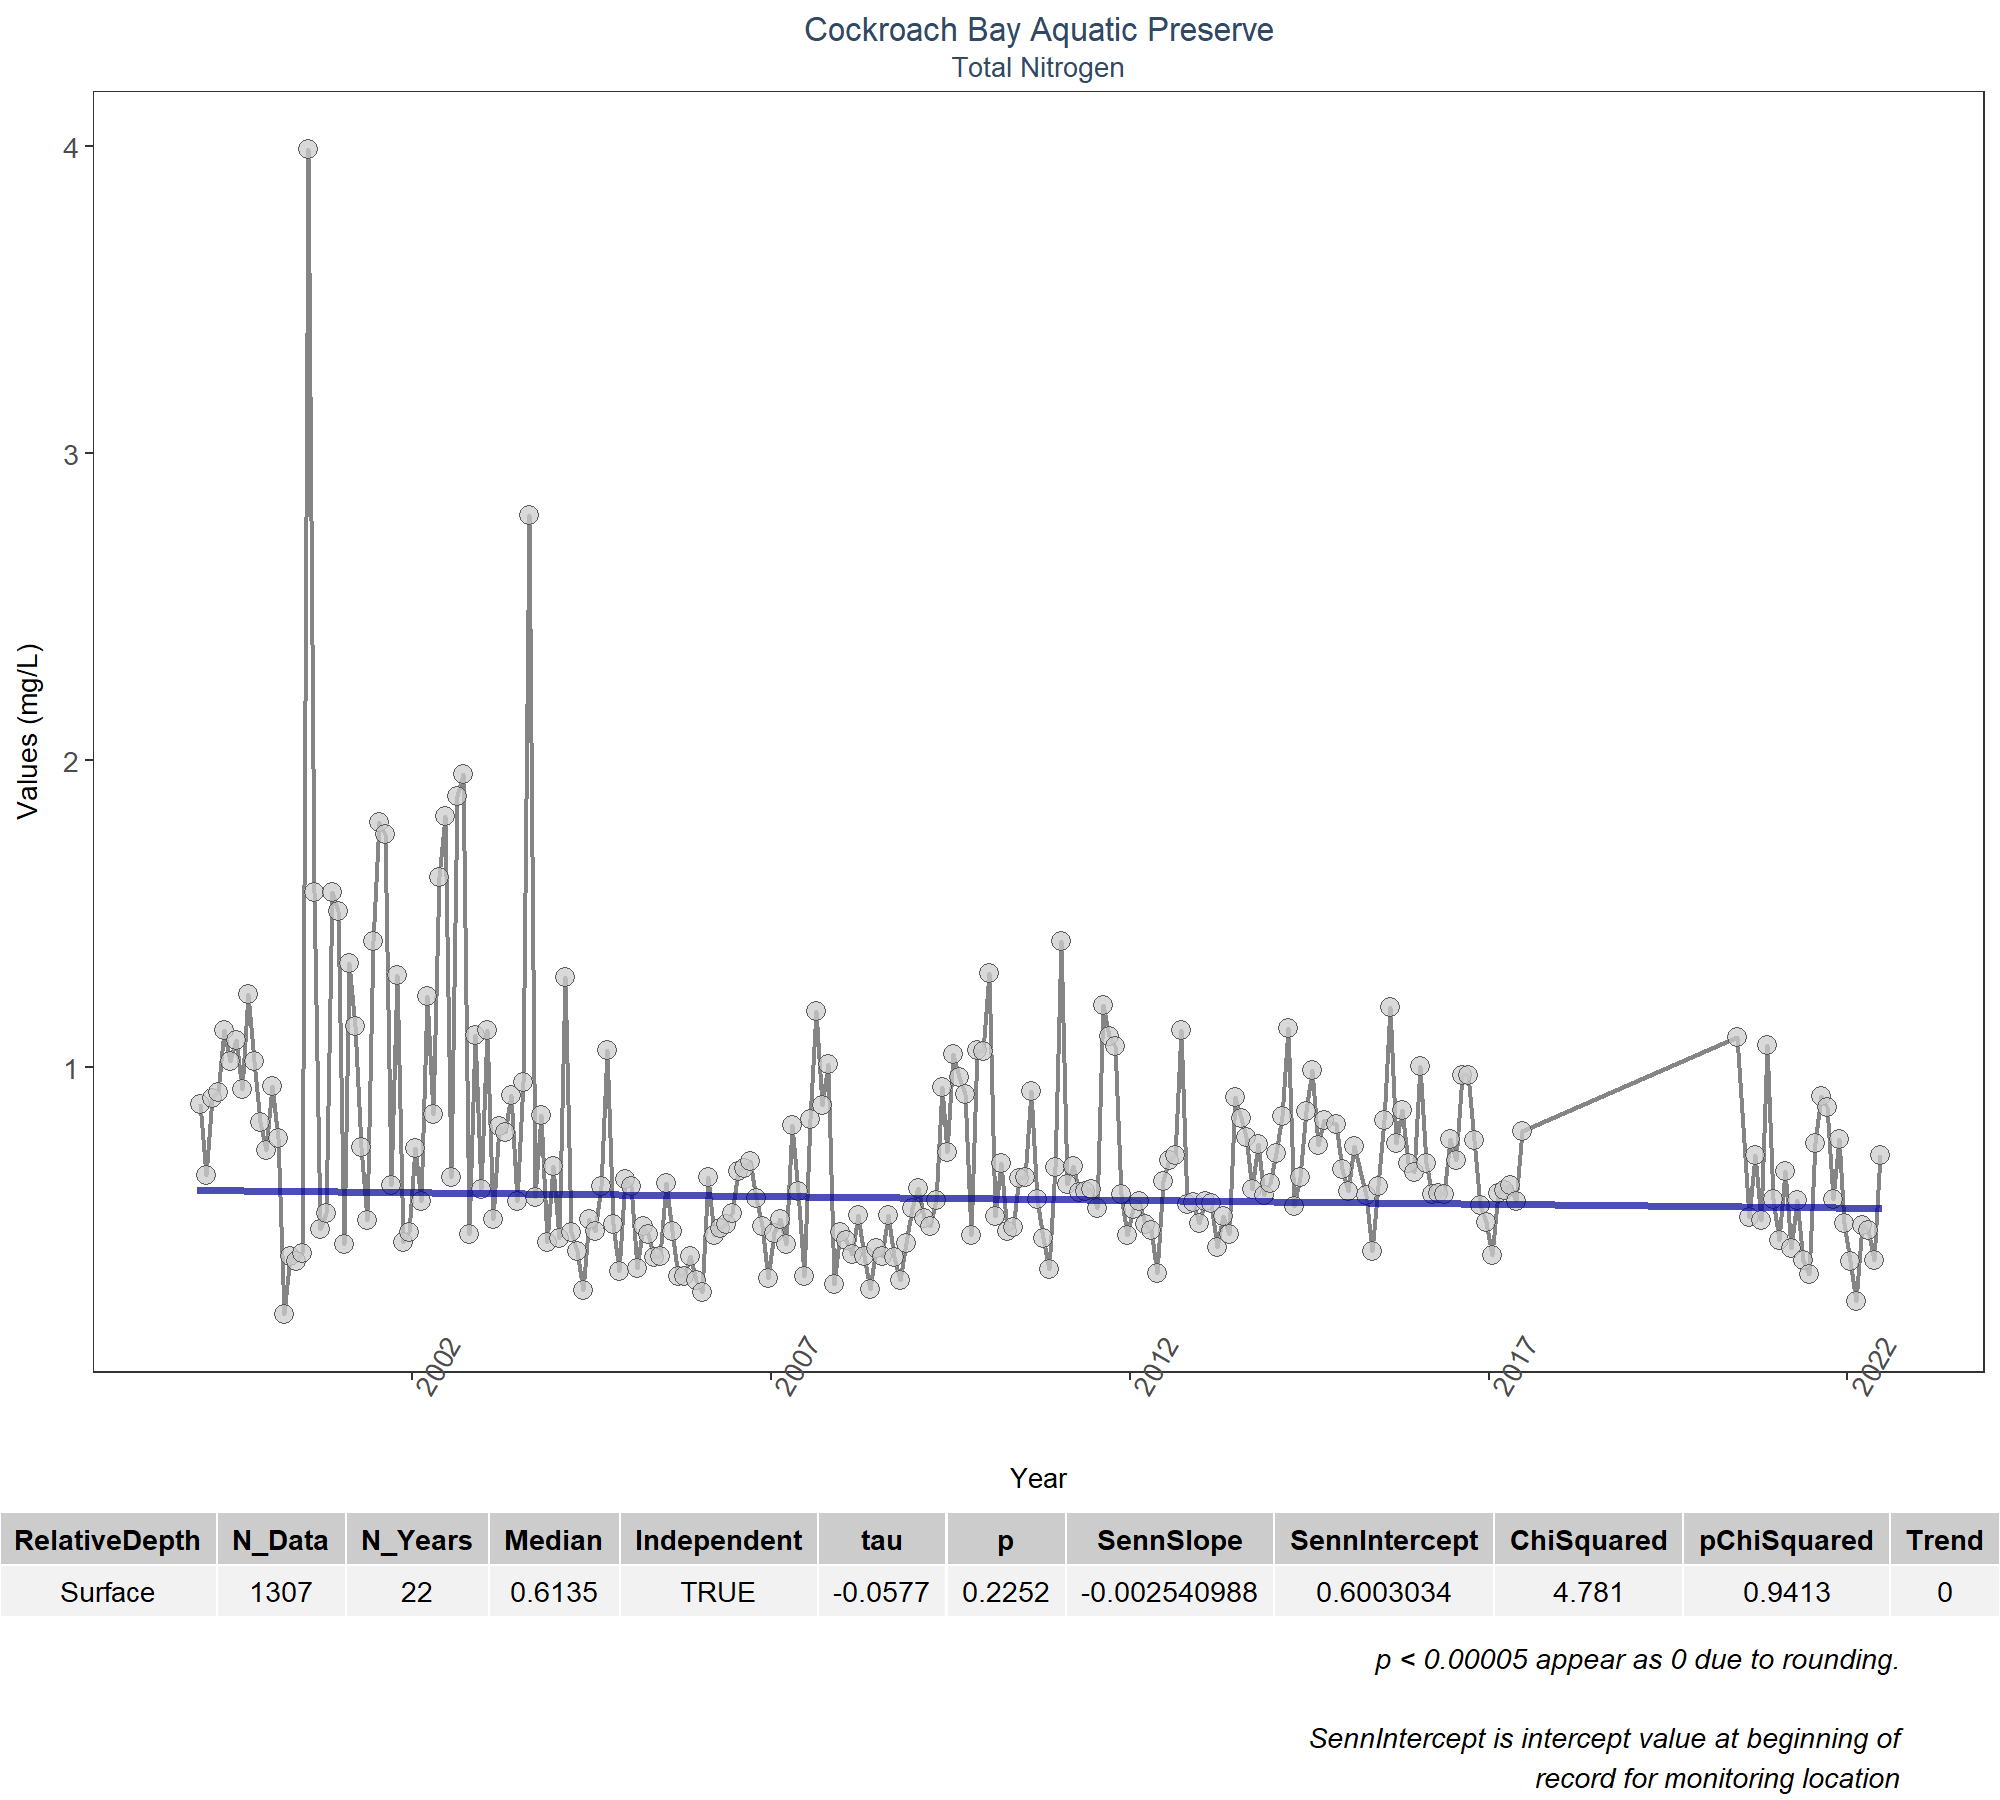 Cockroach Bay Aquatic Preserve
Total Nitrogen
Values (mg/L)
4
3
2
1
2002 2007 2012 2017 2022
Year
RelativeDepth N_Data N_Years Median Independent tau p SennSlope SennIntercept ChiSquared pChiSquared Trend
Surface 1307 22 0.6135 TRUE -0.0577 0.2252 -0.002540988 0.6003034 4.781 0.9413 0
p < 0.00005 appear as 0 due to rounding.
SennIntercept is intercept value at beginning of
record for monitoring location